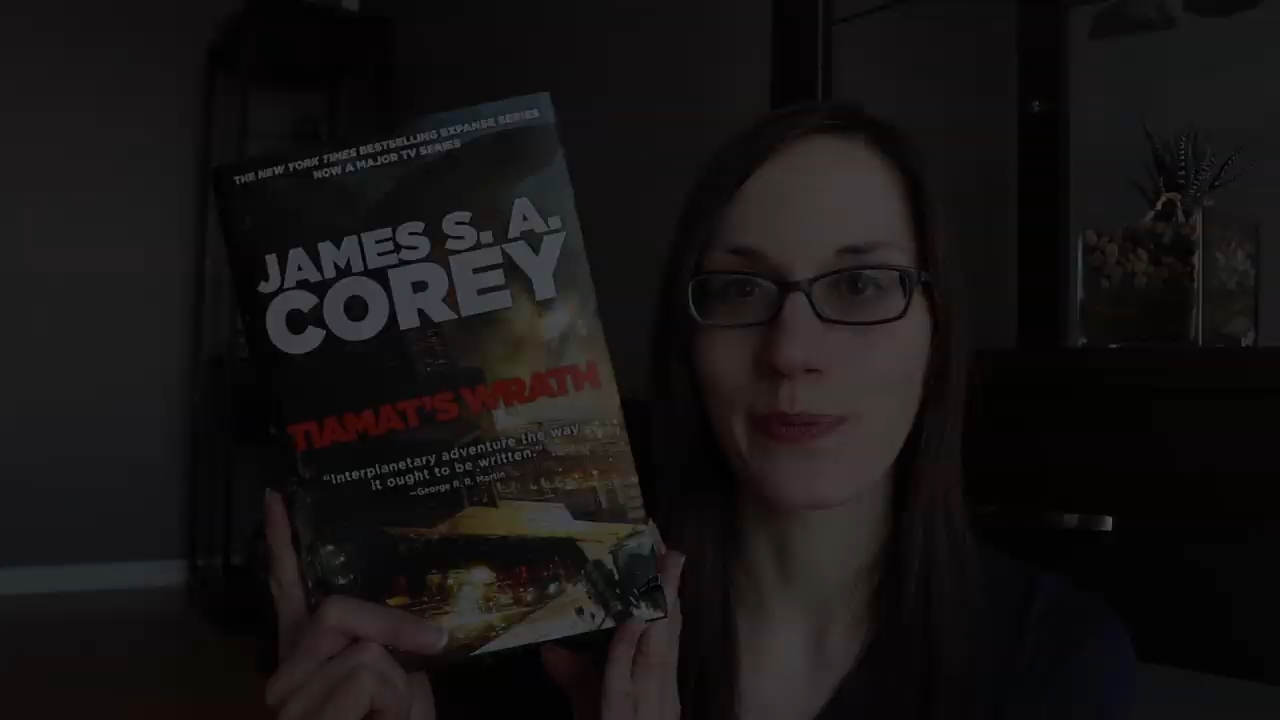 THE NEW YORK TIMES BESTSELLING EXPANSE SERIES
NOW A MAJOR TV SERIES
JAMES S. A.
COREY
TIAMAT'S WRATH
"Interplanetary adventure the way
it ought to be written."
—George R. R. Martin